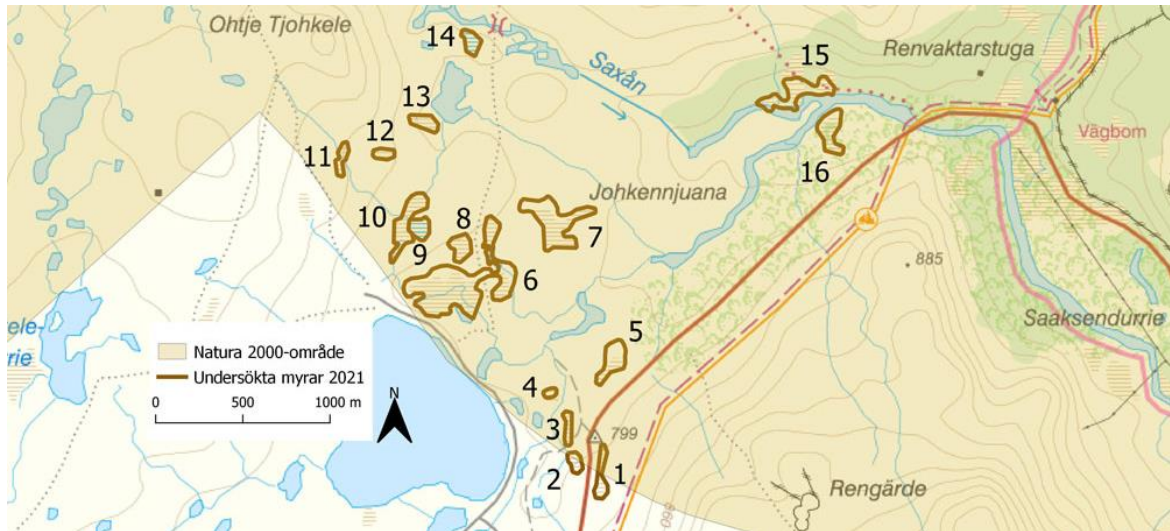 Ohtje Tjohkele
14
Saxån
15
Renvaktarstuga
13
12
11
Vägbom
16
Johkennjuana
10
8
7
9
6
885
Saaksendurrie
ele-
rrie
Natura 2000-område
Undersökta myrar 2021
0 500 1000 m
N
5
4
3
799
2
1
Rengärde
860